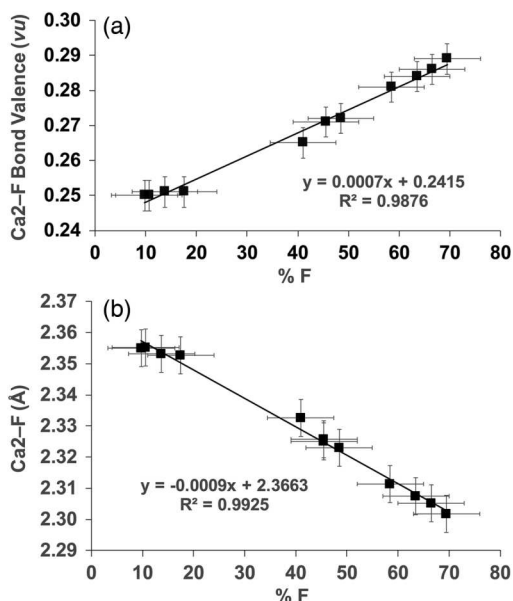 (a)
Ca2–F Bond Valence (vu)
0.30
0.29
0.28
0.27
0.26
0.25
0.24
y = 0.0007x + 0.2415
R² = 0.9876
0 10 20 30 40 50 60 70 80
% F
(b)
Ca2–F (Å)
2.37
2.36
2.35
2.34
2.33
2.32
2.31
2.30
2.29
y = -0.0009x + 2.3663
R² = 0.9925
0 10 20 30 40 50 60 70 80
% F